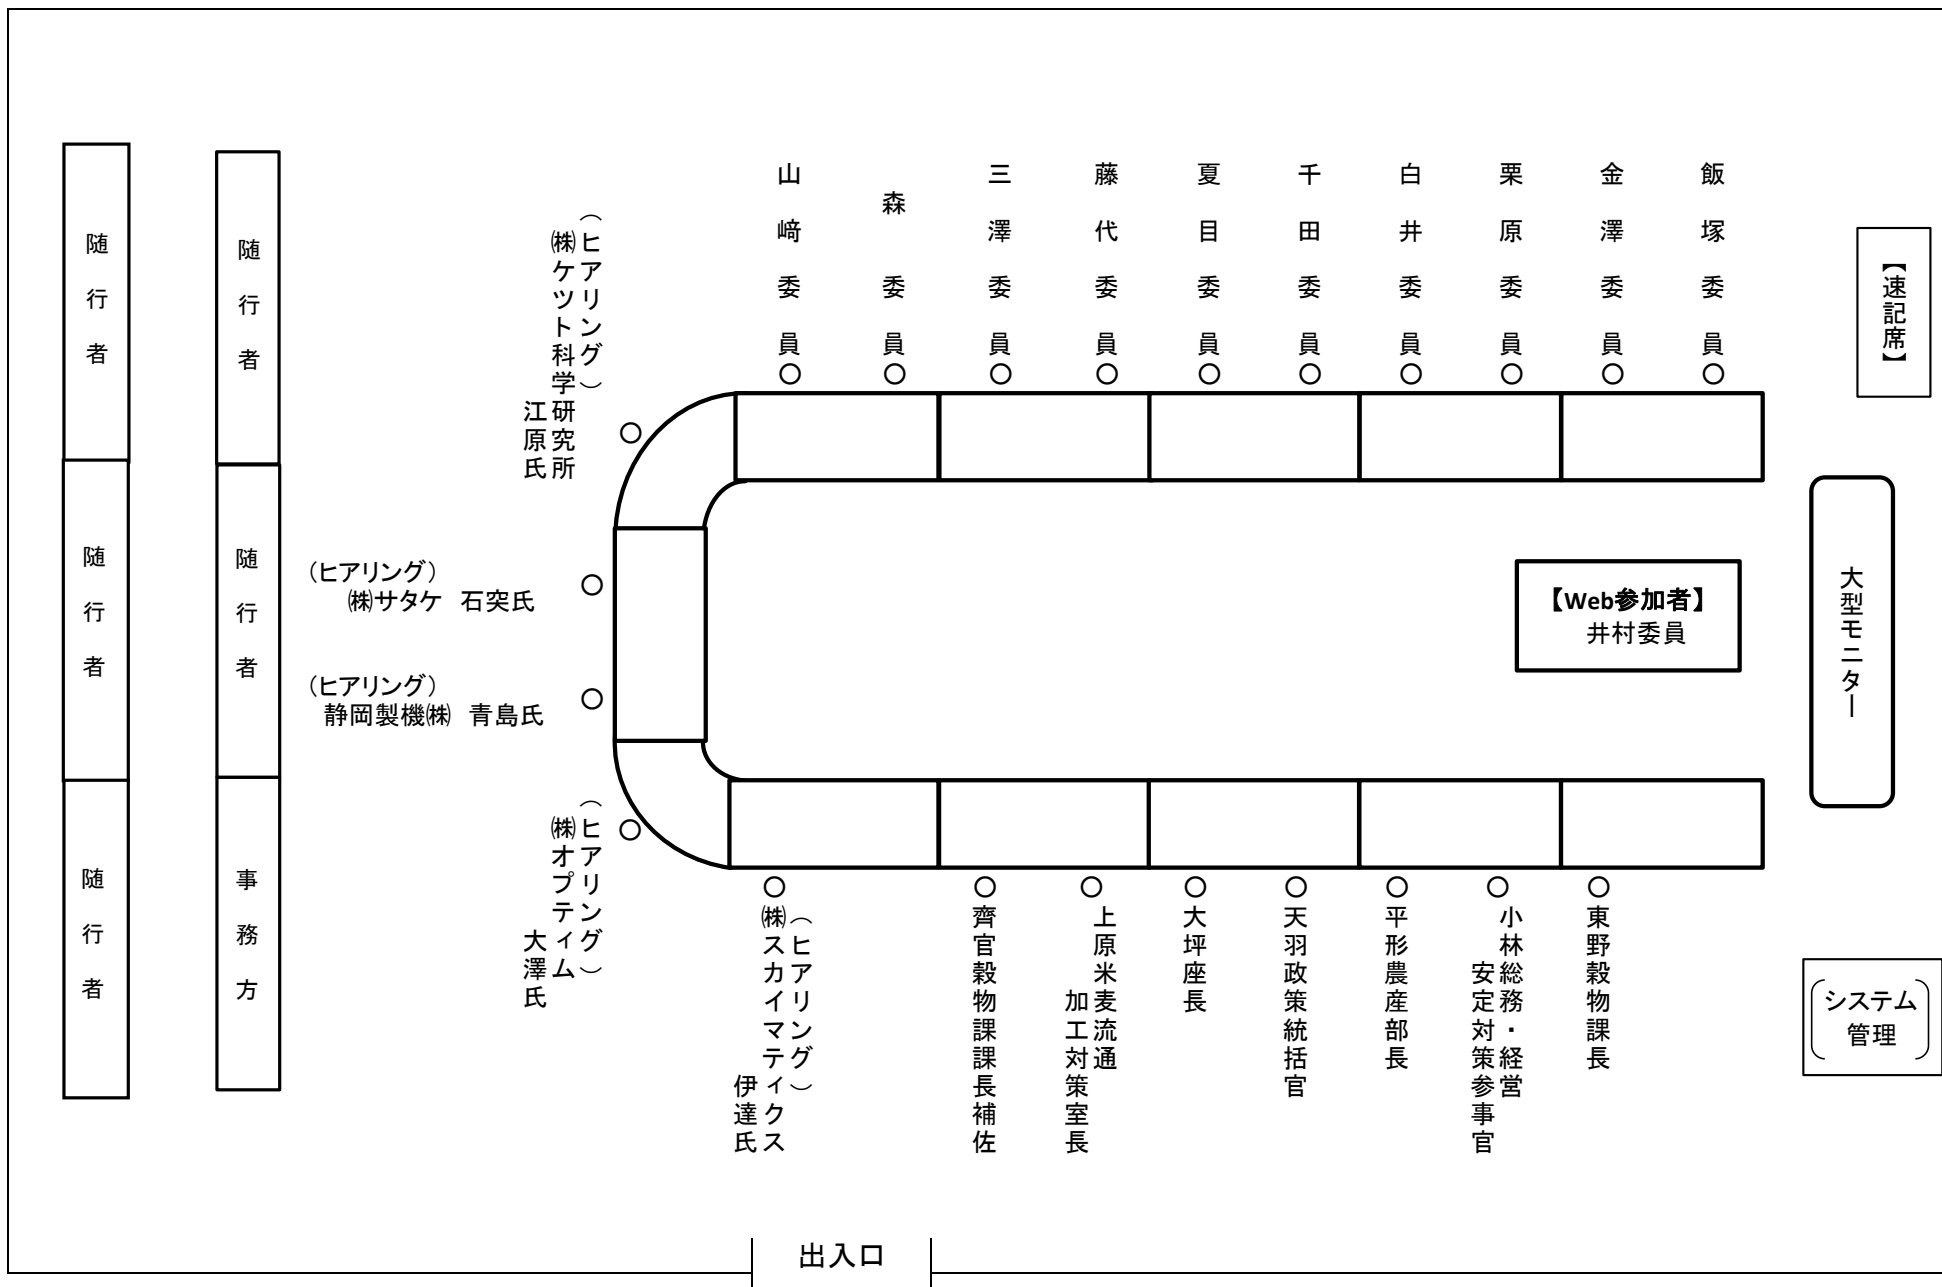 山﨑委員
森委員
三澤委員
藤代委員
夏目委員
千田委員
白井委員
栗原委員
金澤委員
飯塚委員
【速記席】
随行者
随行者
随行者
随行者
随行者
事務方
（ヒアリング）
㈱ケツト科学研究所
江原氏
（ヒアリング）
㈱サタケ 石突氏
（ヒアリング）
静岡製機㈱ 青島氏
（ヒアリング）
㈱オプティム
大澤氏
【Web参加者】
井村委員
大型モニター
（ヒアリング）
㈱スカイマティクス
伊達氏
齊官穀物課課長補佐
上原米麦流通
加工対策室長
大坪座長
天羽政策統括官
平形農産部長
小林総務・経営
安定対策参事官
東野穀物課長
システム
管理
出入口